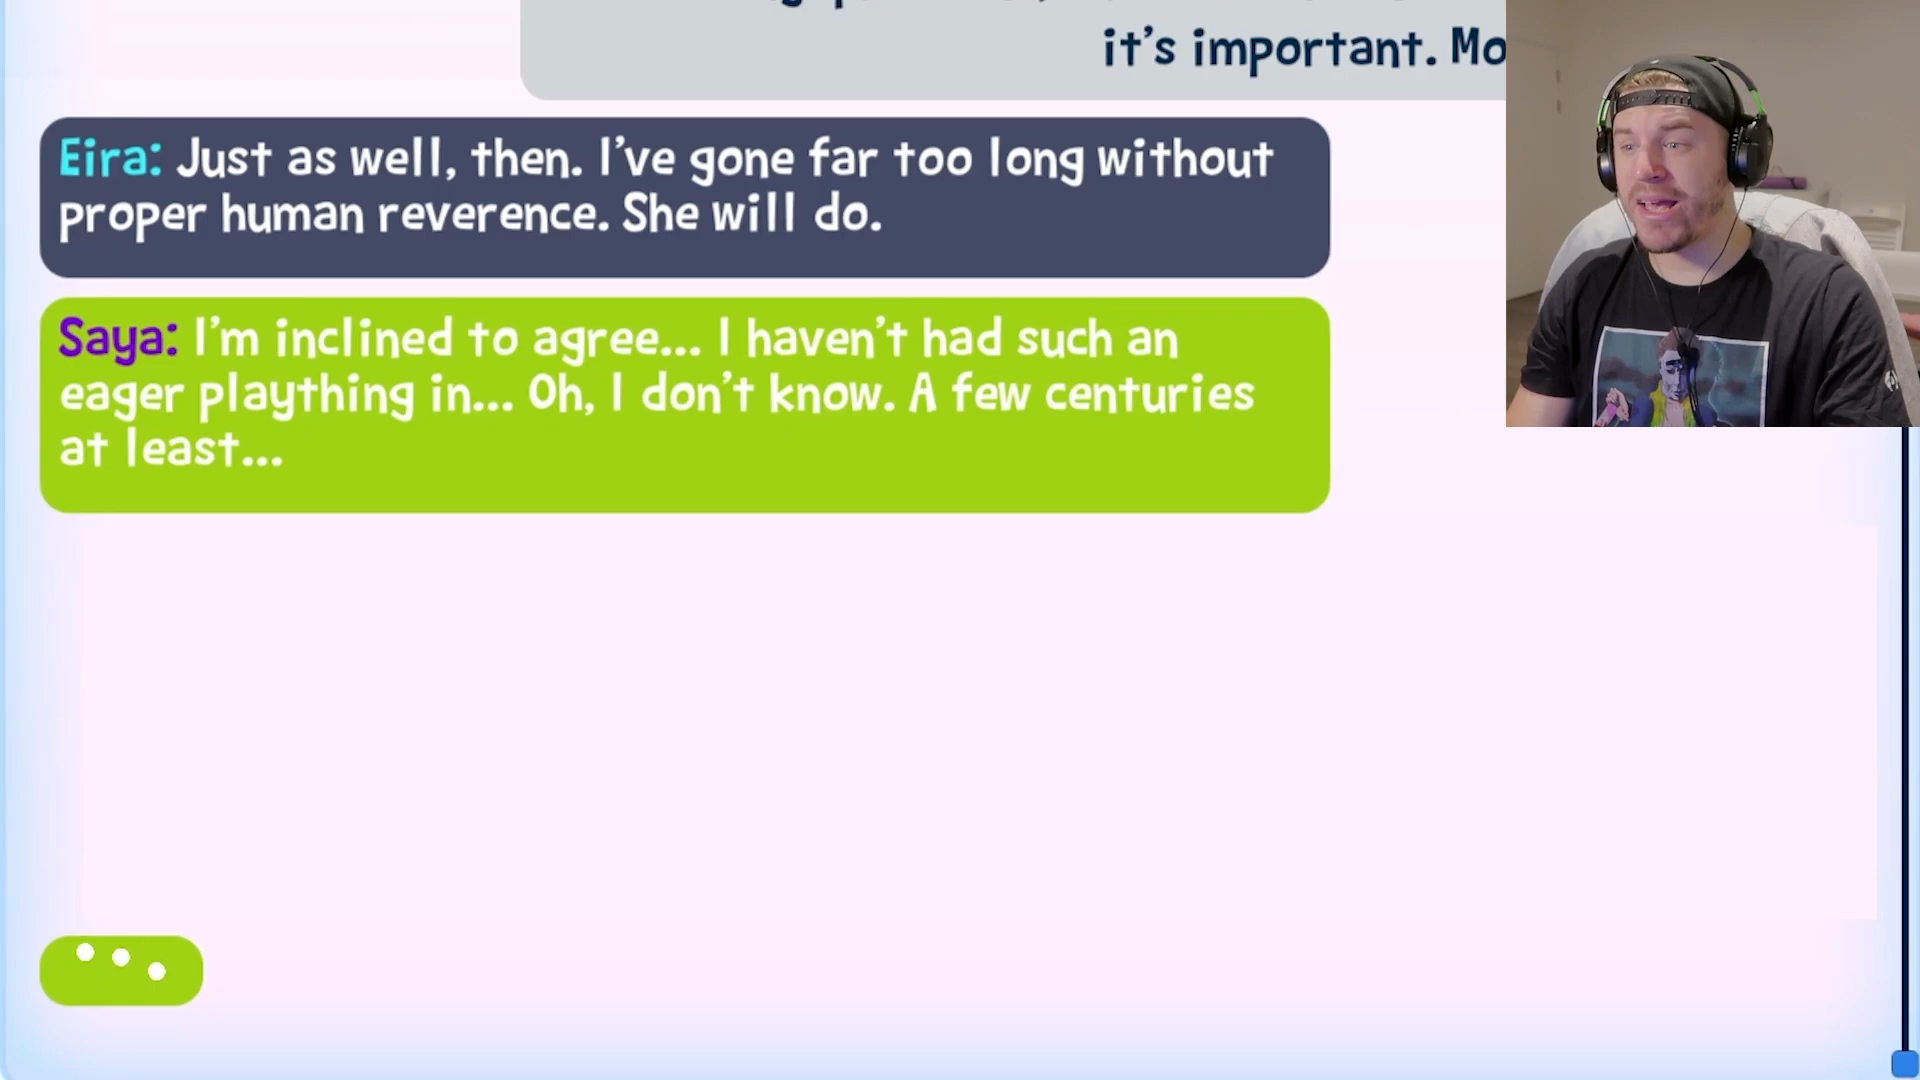 it's important. Mo
Eira: Just as well, then. I've gone far too long without
proper human reverence. She will do.
Saya: I'm inclined to agree... I haven't had such an
eager plaything in... Oh, I don't know. A few centuries
at least...